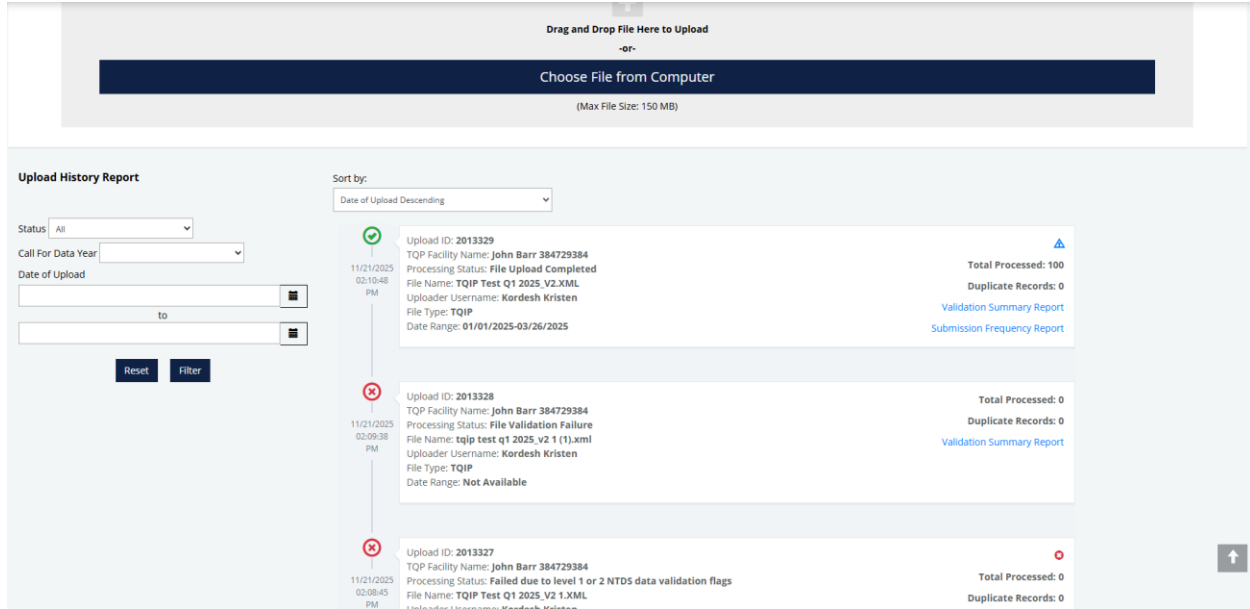 Drag and Drop File Here to Upload
-or-
Choose File from Computer
(Max File Size: 150 MB)
Upload History Report
Status All
Call For Data Year
Date of Upload
to
Reset Filter
Sort by:
Date of Upload Descending
11/21/2025
02:10:48
PM
Upload ID: 2013329
TQP Facility Name: John Barr 384729384
Processing Status: File Upload Completed
File Name: TQIP Test Q1 2025_V2.XML
Uploader Username: Kordesh Kristen
File Type: TQIP
Date Range: 01/01/2025-03/26/2025
Total Processed: 100
Duplicate Records: 0
Validation Summary Report
Submission Frequency Report
11/21/2025
02:09:38
PM
Upload ID: 2013328
TQP Facility Name: John Barr 384729384
Processing Status: File Validation Failure
File Name: tqip test q1 2025_v2 1 (1).xml
Uploader Username: Kordesh Kristen
File Type: TQIP
Date Range: Not Available
Total Processed: 0
Duplicate Records: 0
Validation Summary Report
11/21/2025
02:08:45
PM
Upload ID: 2013327
TQP Facility Name: John Barr 384729384
Processing Status: Failed due to level 1 or 2 NTDS data validation flags
File Name: TQIP Test Q1 2025_V2 1.XML
Uploader Username: Kordesh Kristen
Total Processed: 0
Duplicate Records: 0